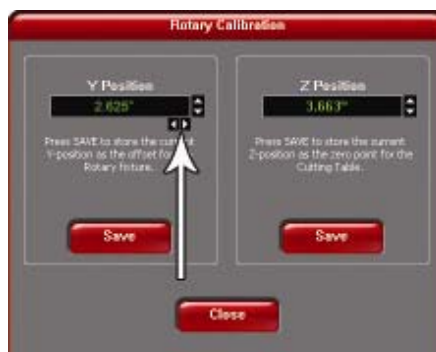 Rotary Calibration
Y Position
2.625"
Press SAVE to store the current
Y-position as the offset for
Rotary fixture.
Save
Z Position
3.663"
Press SAVE to store the current
Z-position as the zero point for the
Cutting Table.
Save
Close